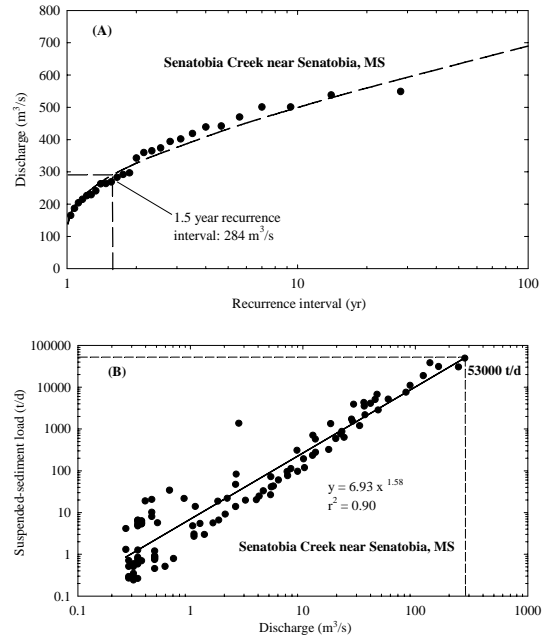 800
(A)
700
Senatobia Creek near Senatobia, MS
600
500
400
300
200
1.5 year recurrence
interval: 284 m³/s
100
0
1
10
100
Discharge (m³/s)
Recurrence interval (yr)
100000
(B)
53000 t/d
10000
1000
100
y = 6.93 x 1.58
r² = 0.90
10
1
Senatobia Creek near Senatobia, MS
0.1
0.1
1
10
100
1000
Suspended-sediment load (t/d)
Discharge (m³/s)